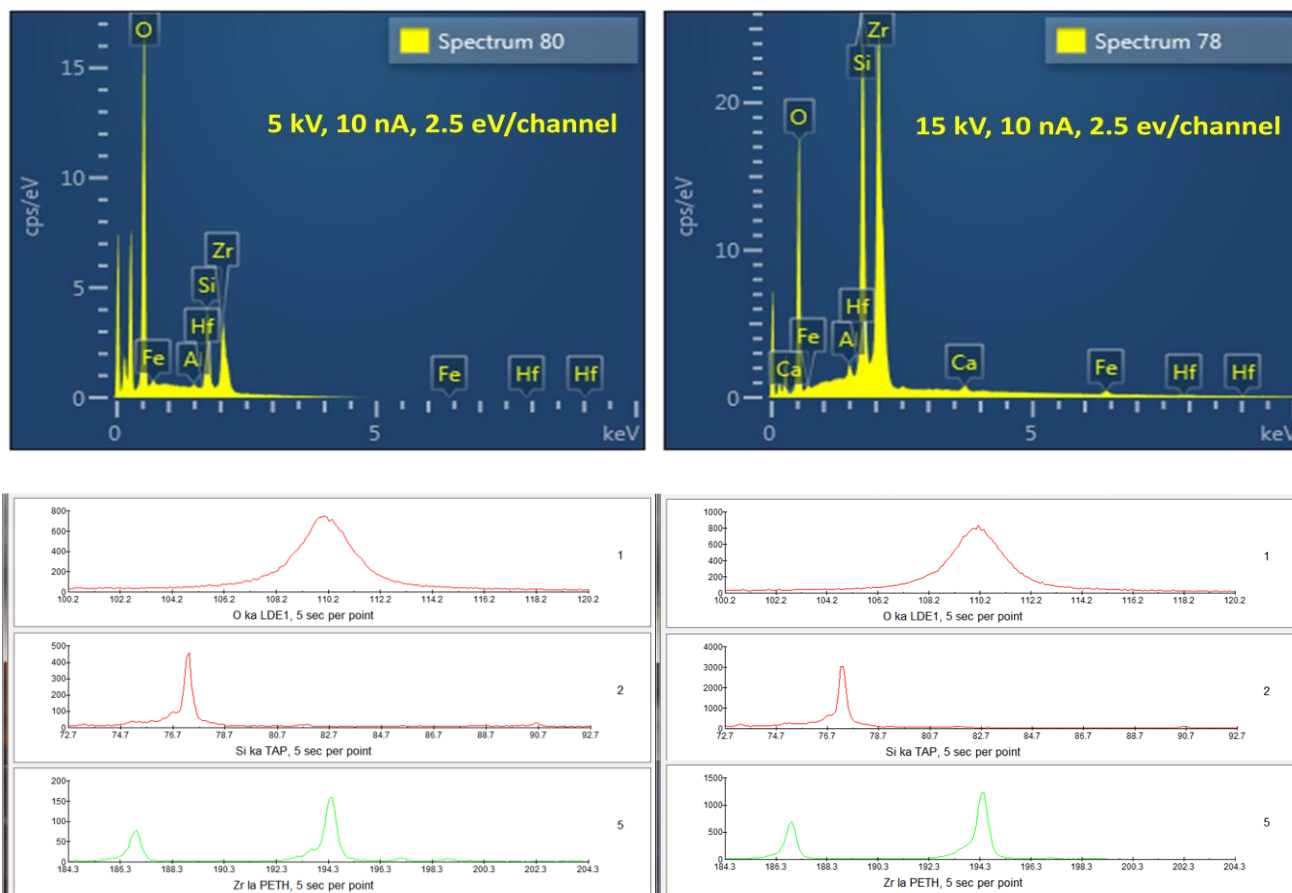 Spectrum 80
5 kV, 10 nA, 2.5 eV/channel
cps/eV
15
10
5
0
O
Zr
Si
Hf
Fe
Al
Fe
Hf
Hf
0
5
keV
Spectrum 78
15 kV, 10 nA, 2.5 ev/channel
cps/eV
20
10
0
Zr
Si
O
Hf
Fe
Al
Ca
Ca
Fe
Hf
Hf
0
5
keV
800
600
400
200
0
100.2 102.2 104.2 106.2 108.2 110.2 112.2 114.2 116.2 118.2 120.2
O ka LDE1, 5 sec per point
1
500
400
300
200
100
0
72.7 74.7 76.7 78.7 80.7 82.7 84.7 86.7 88.7 90.7 92.7
Si ka TAP, 5 sec per point
2
200
150
100
50
0
184.3 186.3 188.3 190.3 192.3 194.3 196.3 198.3 200.3 202.3 204.3
Zr la PETH, 5 sec per point
5
1000
800
600
400
200
0
100.2 102.2 104.2 106.2 108.2 110.2 112.2 114.2 116.2 118.2 120.2
O ka LDE1, 5 sec per point
1
4000
3000
2000
1000
0
72.7 74.7 76.7 78.7 80.7 82.7 84.7 86.7 88.7 90.7 92.7
Si ka TAP, 5 sec per point
2
1500
1000
500
0
184.3 186.3 188.3 190.3 192.3 194.3 196.3 198.3 200.3 202.3 204.3
Zr la PETH, 5 sec per point
5